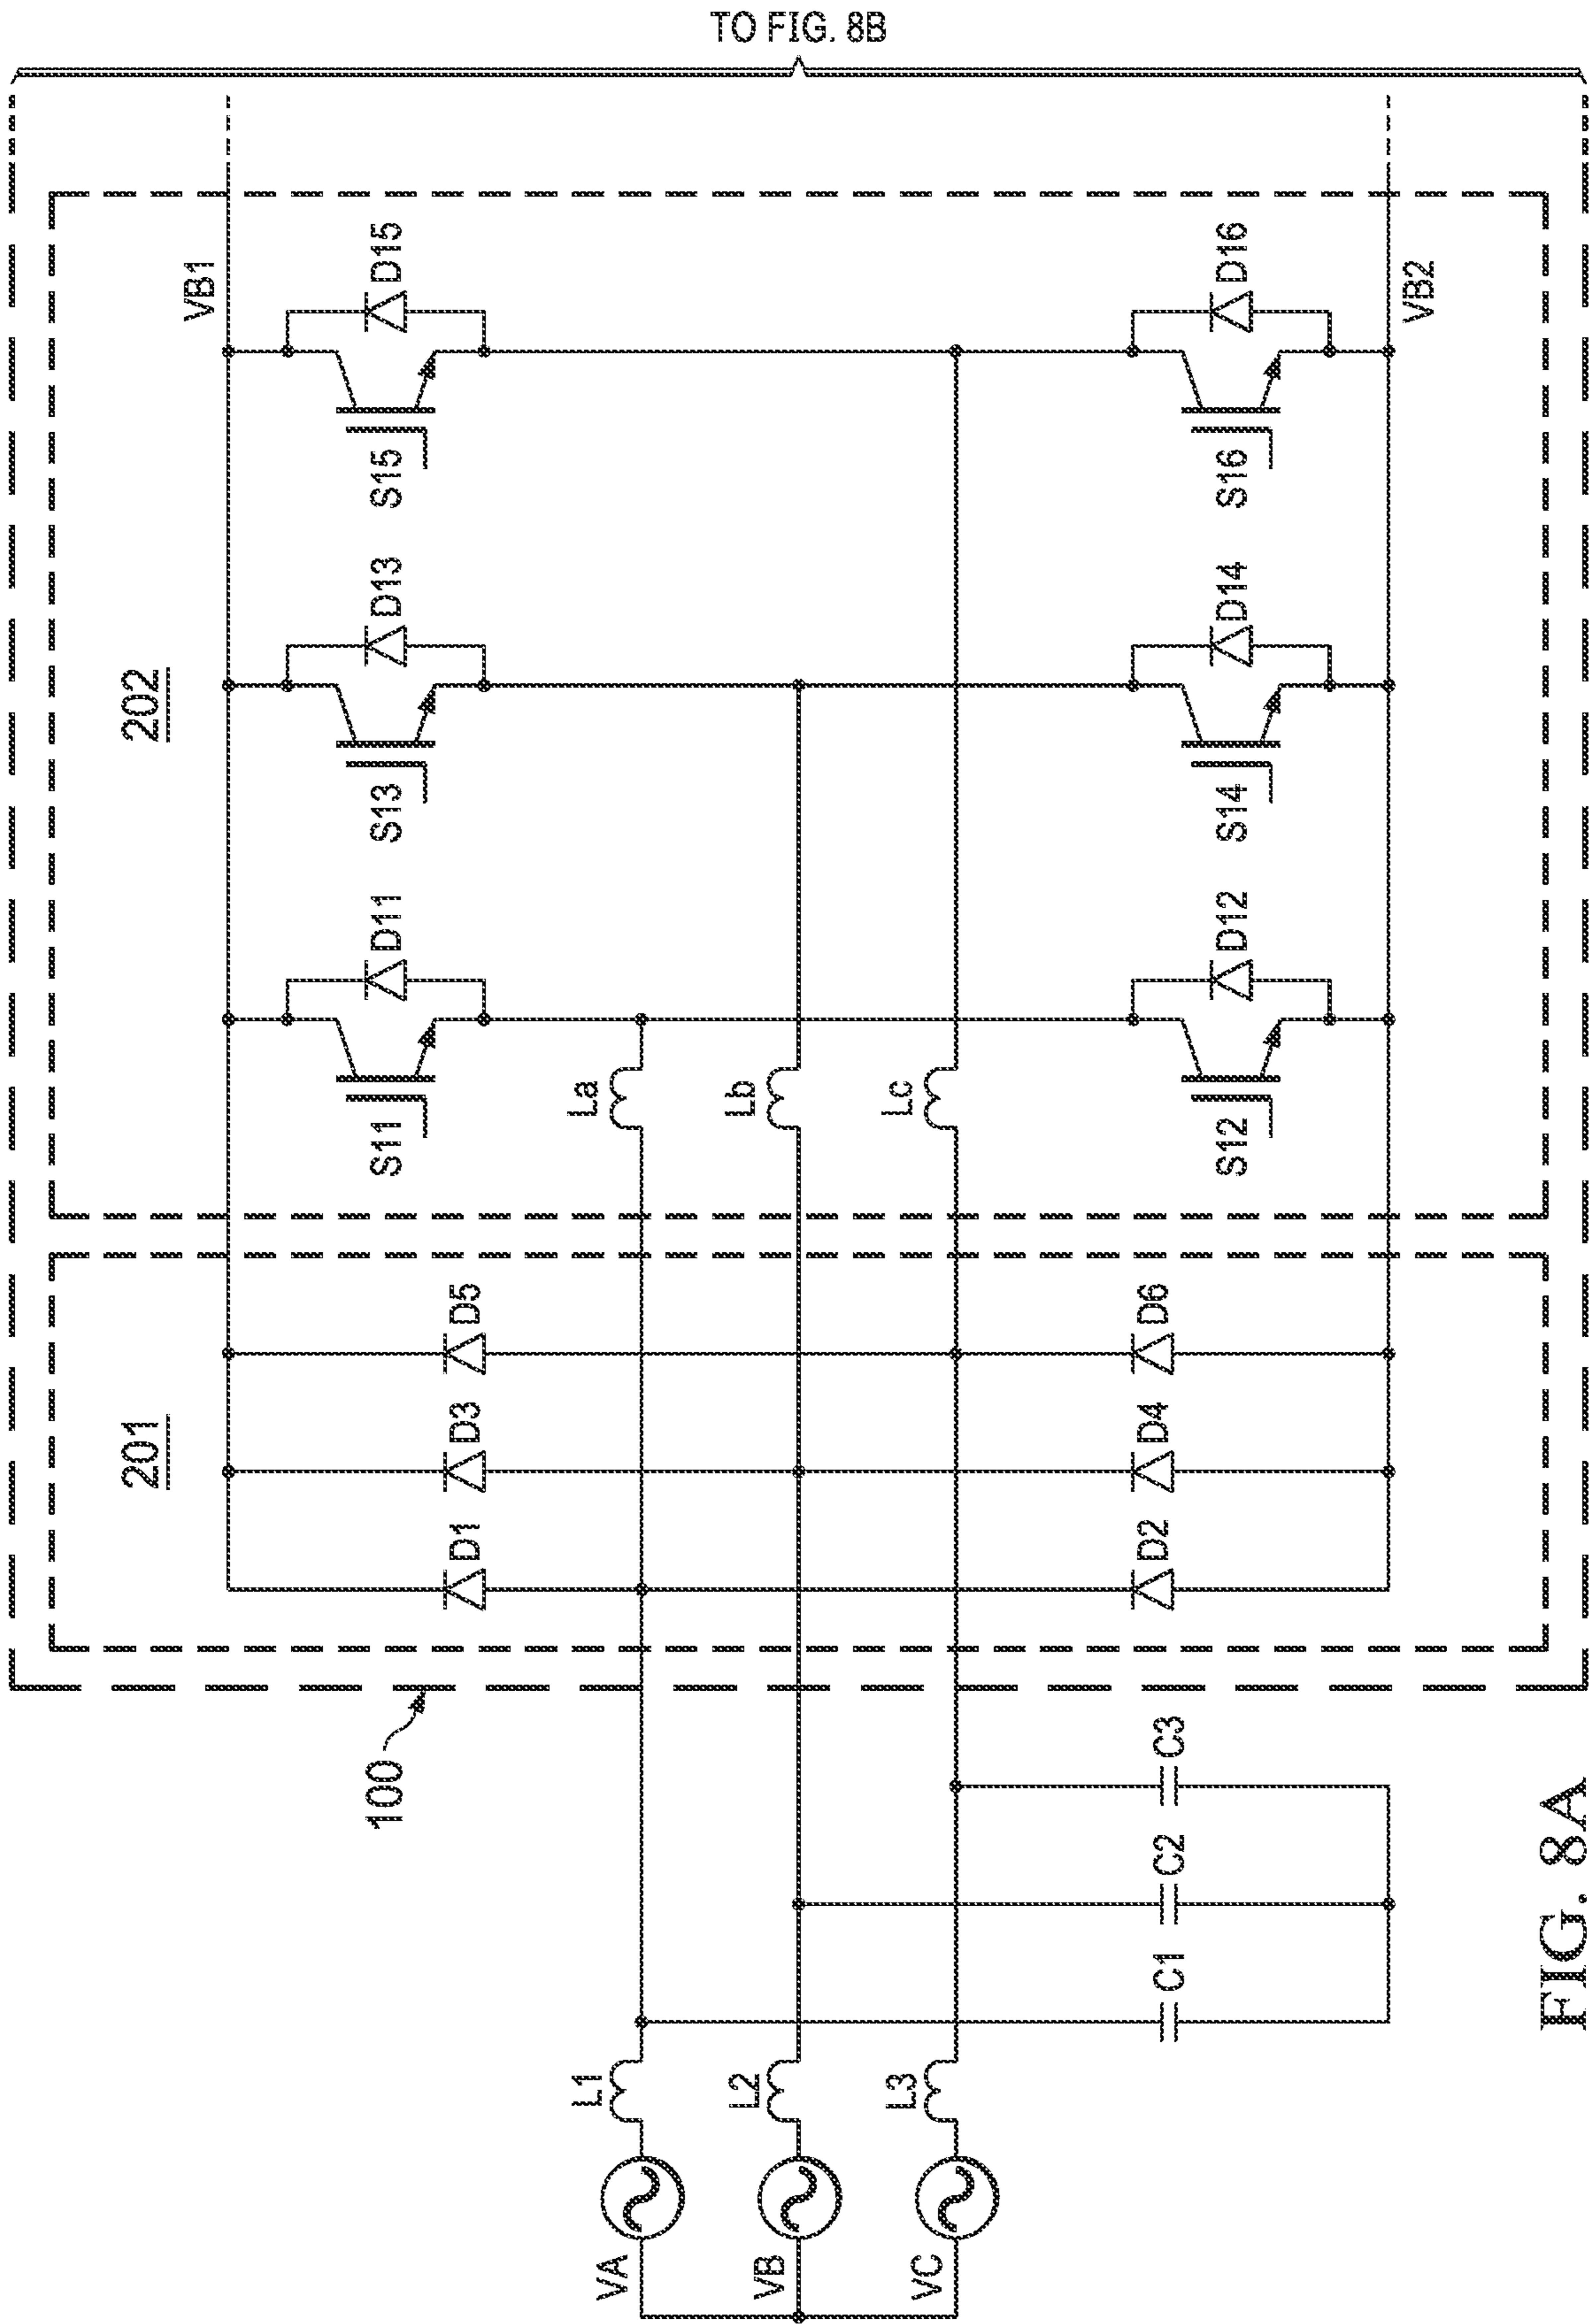 TO FIG. 8B
201
202
VB1
D1
D3
D5
S11
D11
S13
D13
S15
D15
100
VA
L1
La
VB
L2
Lb
VC
L3
Lc
C1
C2
C3
D2
D4
D6
S12
D12
S14
D14
S16
D16
VB2
FIG. 8A